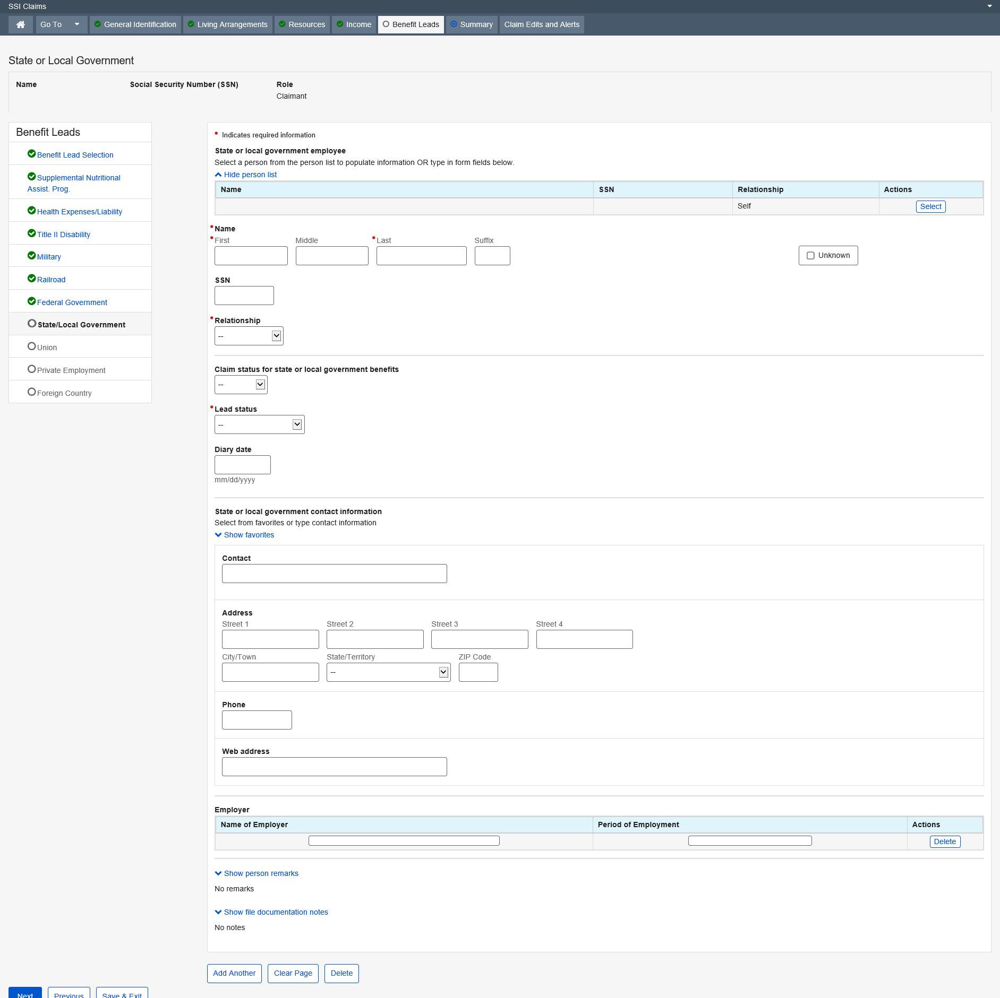 SSI Claims
Go To General Identification Living Arrangements Resources Income Benefit Leads Summary Claim Edits and Alerts
State or Local Government
Name Social Security Number (SSN) Role
Claimant
Benefit Leads
Benefit Lead Selection
Supplemental Nutritional
Assist. Prog.
Health Expenses/Liability
Title II Disability
Military
Railroad
Federal Government
State/Local Government
Union
Private Employment
Foreign Country
* Indicates required information
State or local government employee
Select a person from the person list to populate information OR type in form fields below.
Hide person list
Name SSN Relationship Actions
Self Select
* Name
* First Middle * Last Suffix
Unknown
SSN
* Relationship
--
Claim status for state or local government benefits
--
* Lead status
--
Diary date
mm/dd/yyyy
State or local government contact information
Select from favorites or type contact information
Show favorites
Contact
Address
Street 1 Street 2 Street 3 Street 4
City/Town State/Territory ZIP Code
--
Phone
Web address
Employer
Name of Employer Period of Employment Actions
Delete
Show person remarks
No remarks
Show file documentation notes
No notes
Add Another Clear Page Delete
Next Previous Save & Exit